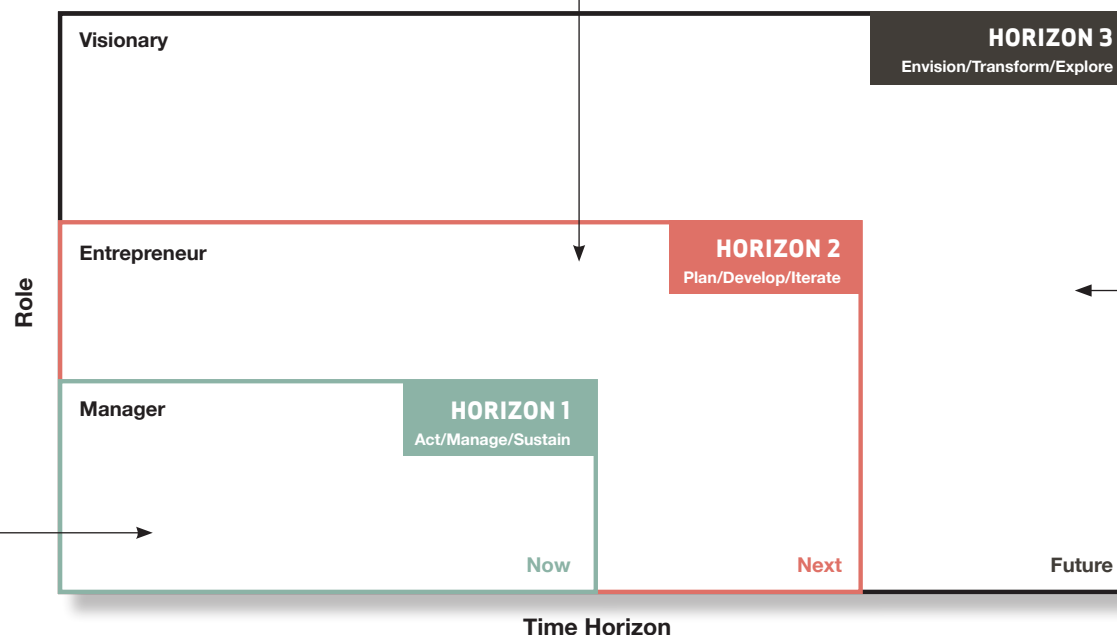 Visionary
HORIZON 3
Envision/Transform/Explore
Entrepreneur
HORIZON 2
Plan/Develop/Iterate
Role
Manager
HORIZON 1
Act/Manage/Sustain
Now
Next
Future
Time Horizon